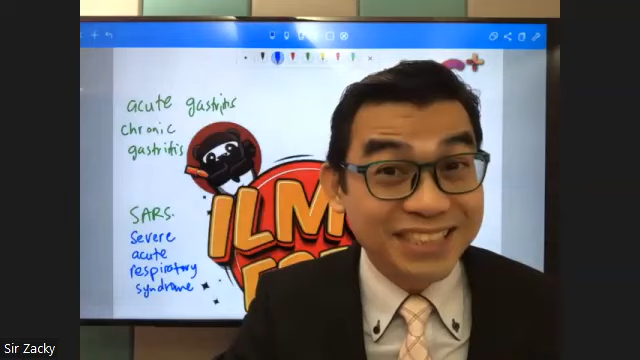 acute gastritis
chronic
gastritis
ILM
SARS.
Severe
acute
respiratory
syndrome
Sir Zacky